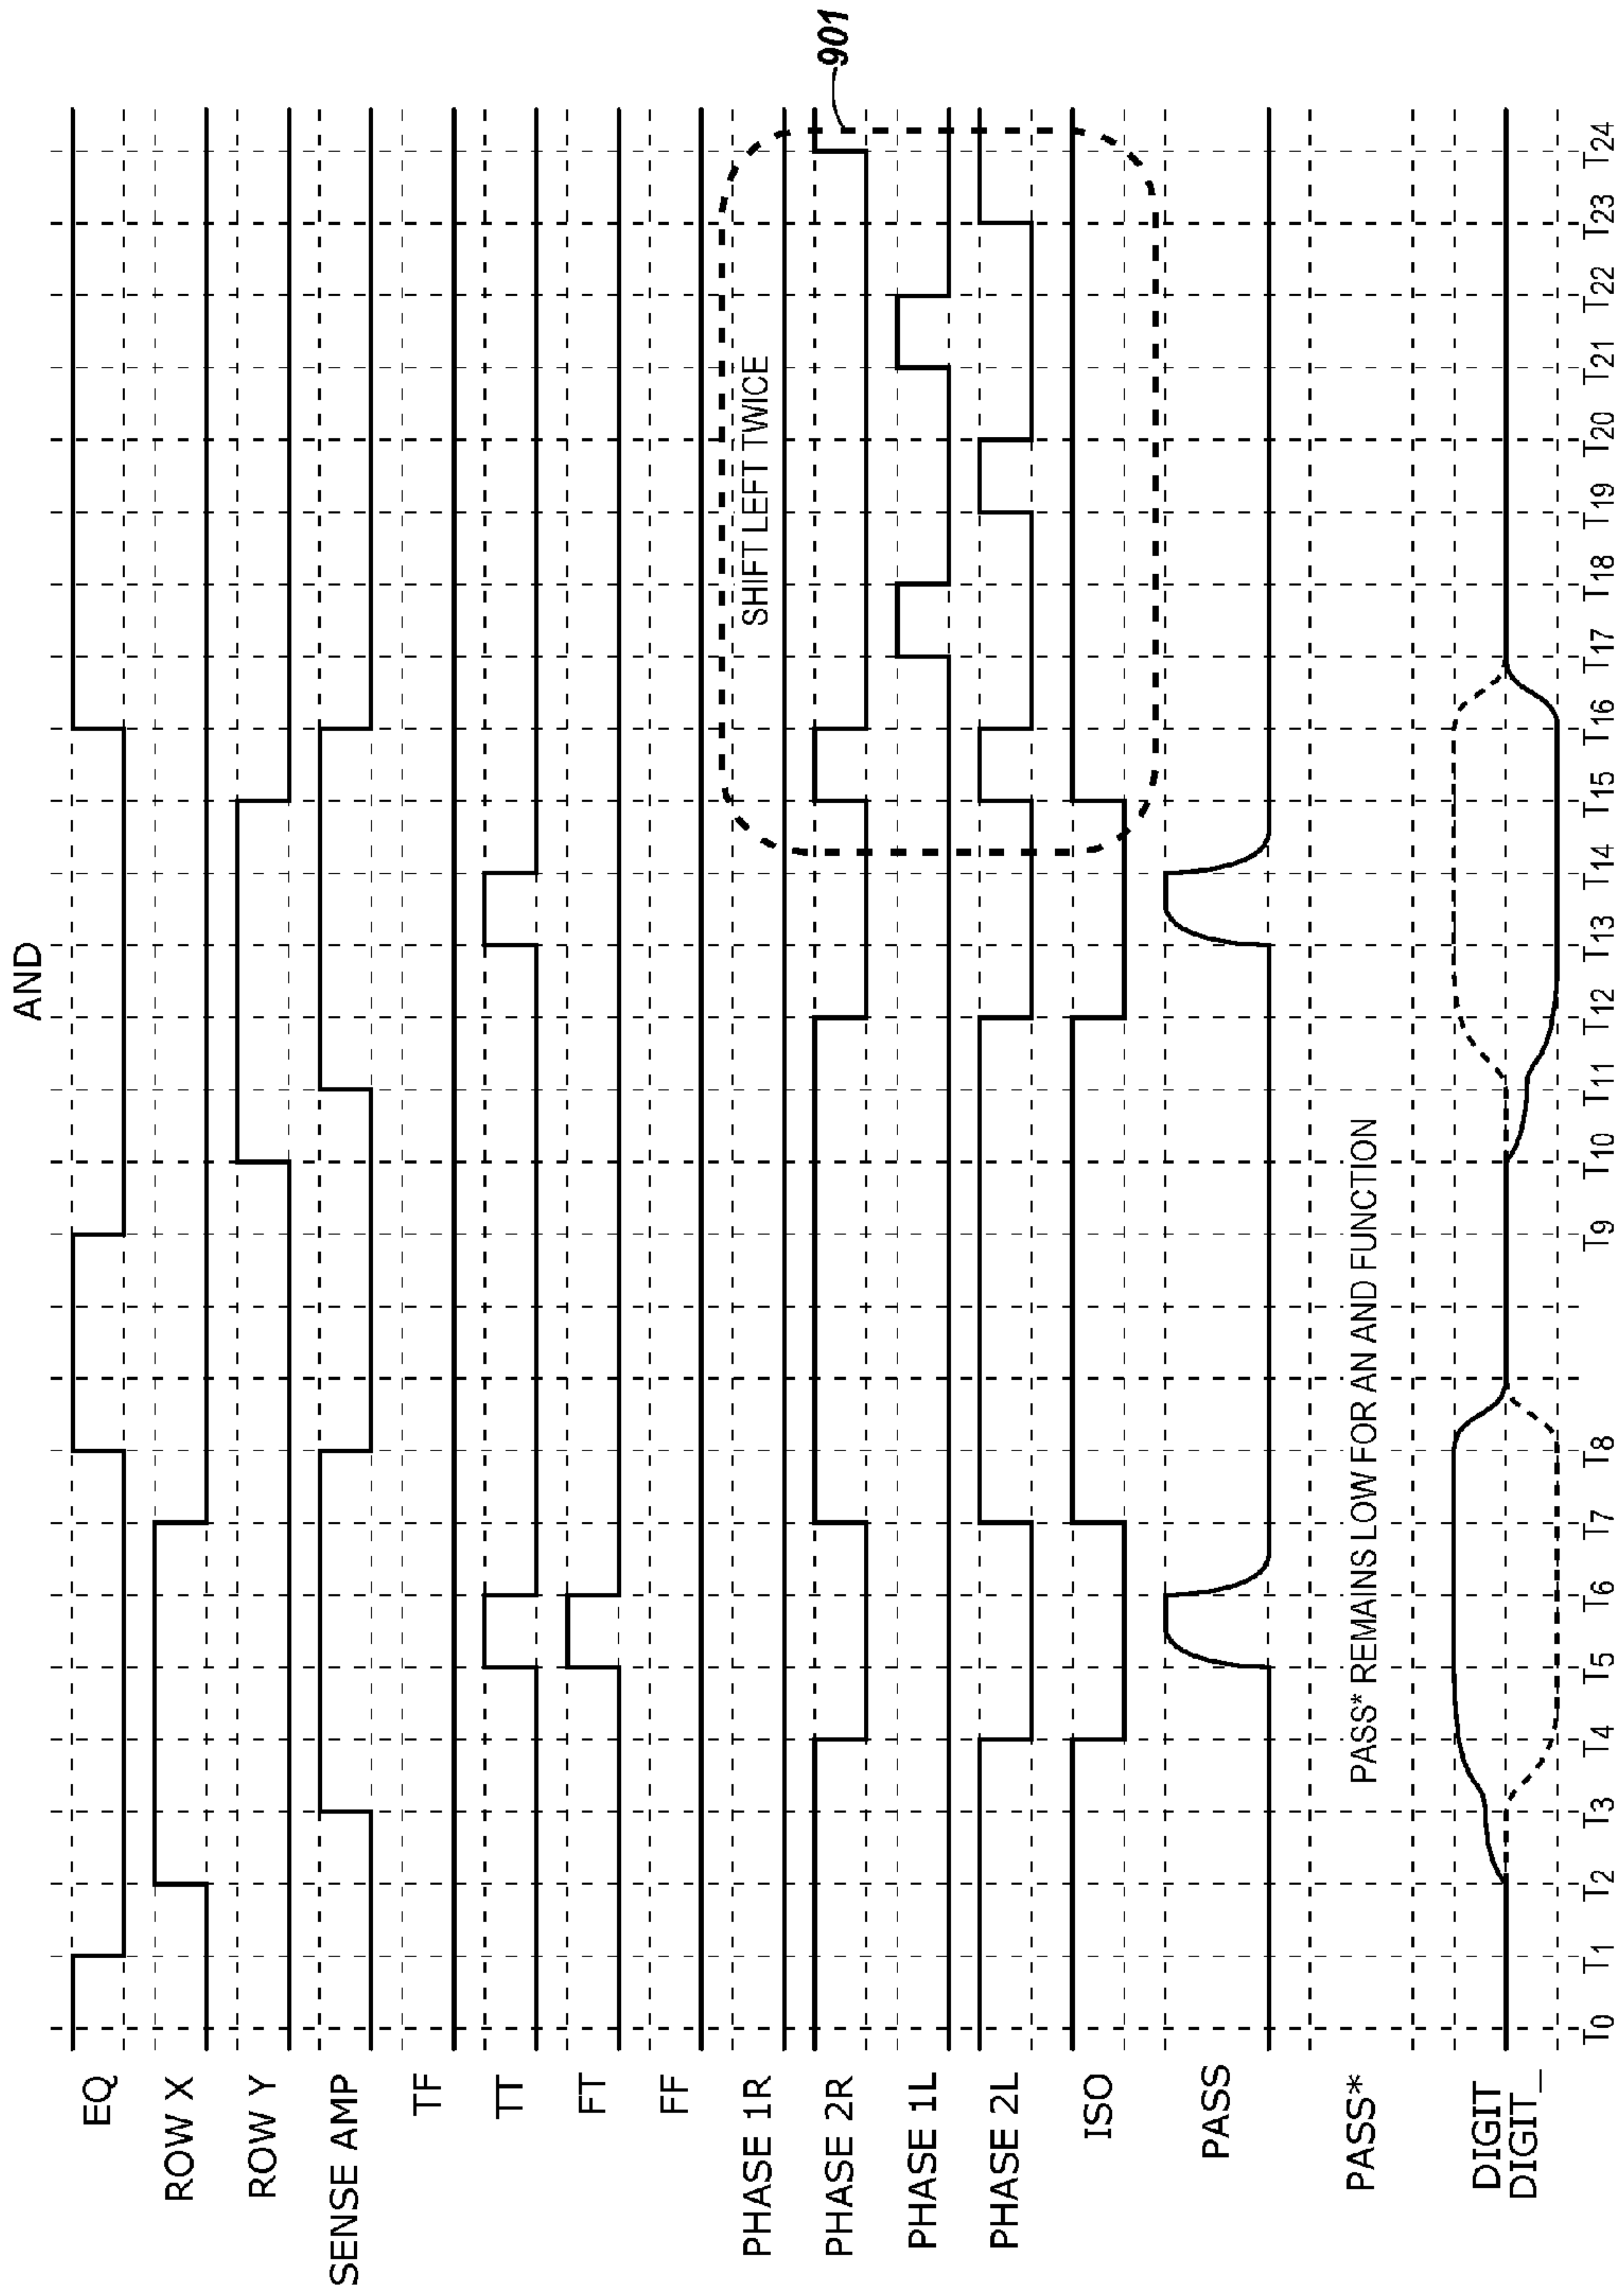 AND
EQ
ROW X
ROW Y
SENSE AMP
TF
TT
FT
FF
PHASE 1R
SHIFT LEFT TWICE
PHASE 2R
901
PHASE 1L
PHASE 2L
ISO
PASS
PASS*
PASS* REMAINS LOW FOR AN AND FUNCTION
DIGIT
DIGIT_
T0 T1 T2 T3 T4 T5 T6 T7 T8 T9 T10 T11 T12 T13 T14 T15 T16 T17 T18 T19 T20 T21 T22 T23 T24